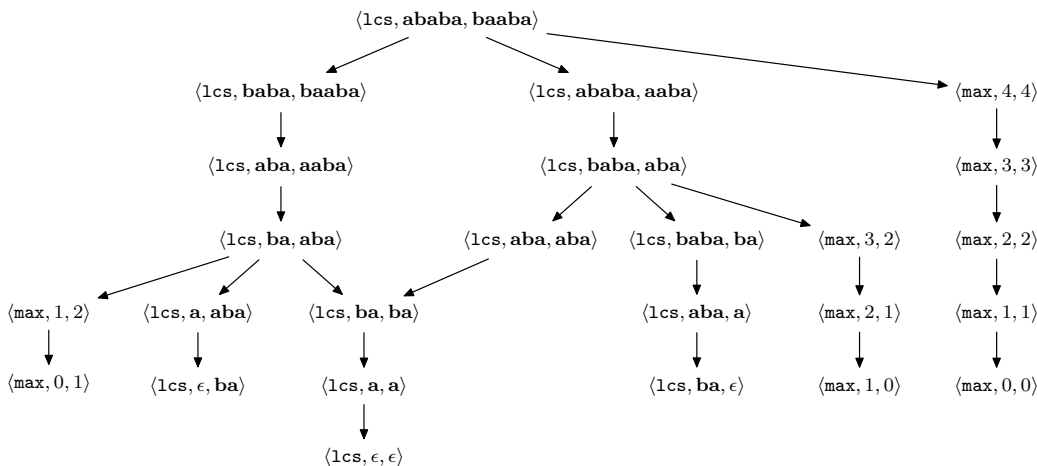 ⟨lcs, ababa, baaba⟩
⟨lcs, baba, baaba⟩ ⟨lcs, ababa, aaba⟩ ⟨max, 4, 4⟩
⟨lcs, aba, aaba⟩ ⟨lcs, baba, aba⟩ ⟨max, 3, 3⟩
⟨lcs, ba, aba⟩ ⟨lcs, aba, aba⟩ ⟨lcs, baba, ba⟩ ⟨max, 3, 2⟩ ⟨max, 2, 2⟩
⟨max, 1, 2⟩ ⟨lcs, a, aba⟩ ⟨lcs, ba, ba⟩ ⟨lcs, aba, a⟩ ⟨max, 2, 1⟩ ⟨max, 1, 1⟩
⟨max, 0, 1⟩ ⟨lcs, ϵ, ba⟩ ⟨lcs, a, a⟩ ⟨lcs, ba, ϵ⟩ ⟨max, 1, 0⟩ ⟨max, 0, 0⟩
⟨lcs, ϵ, ϵ⟩